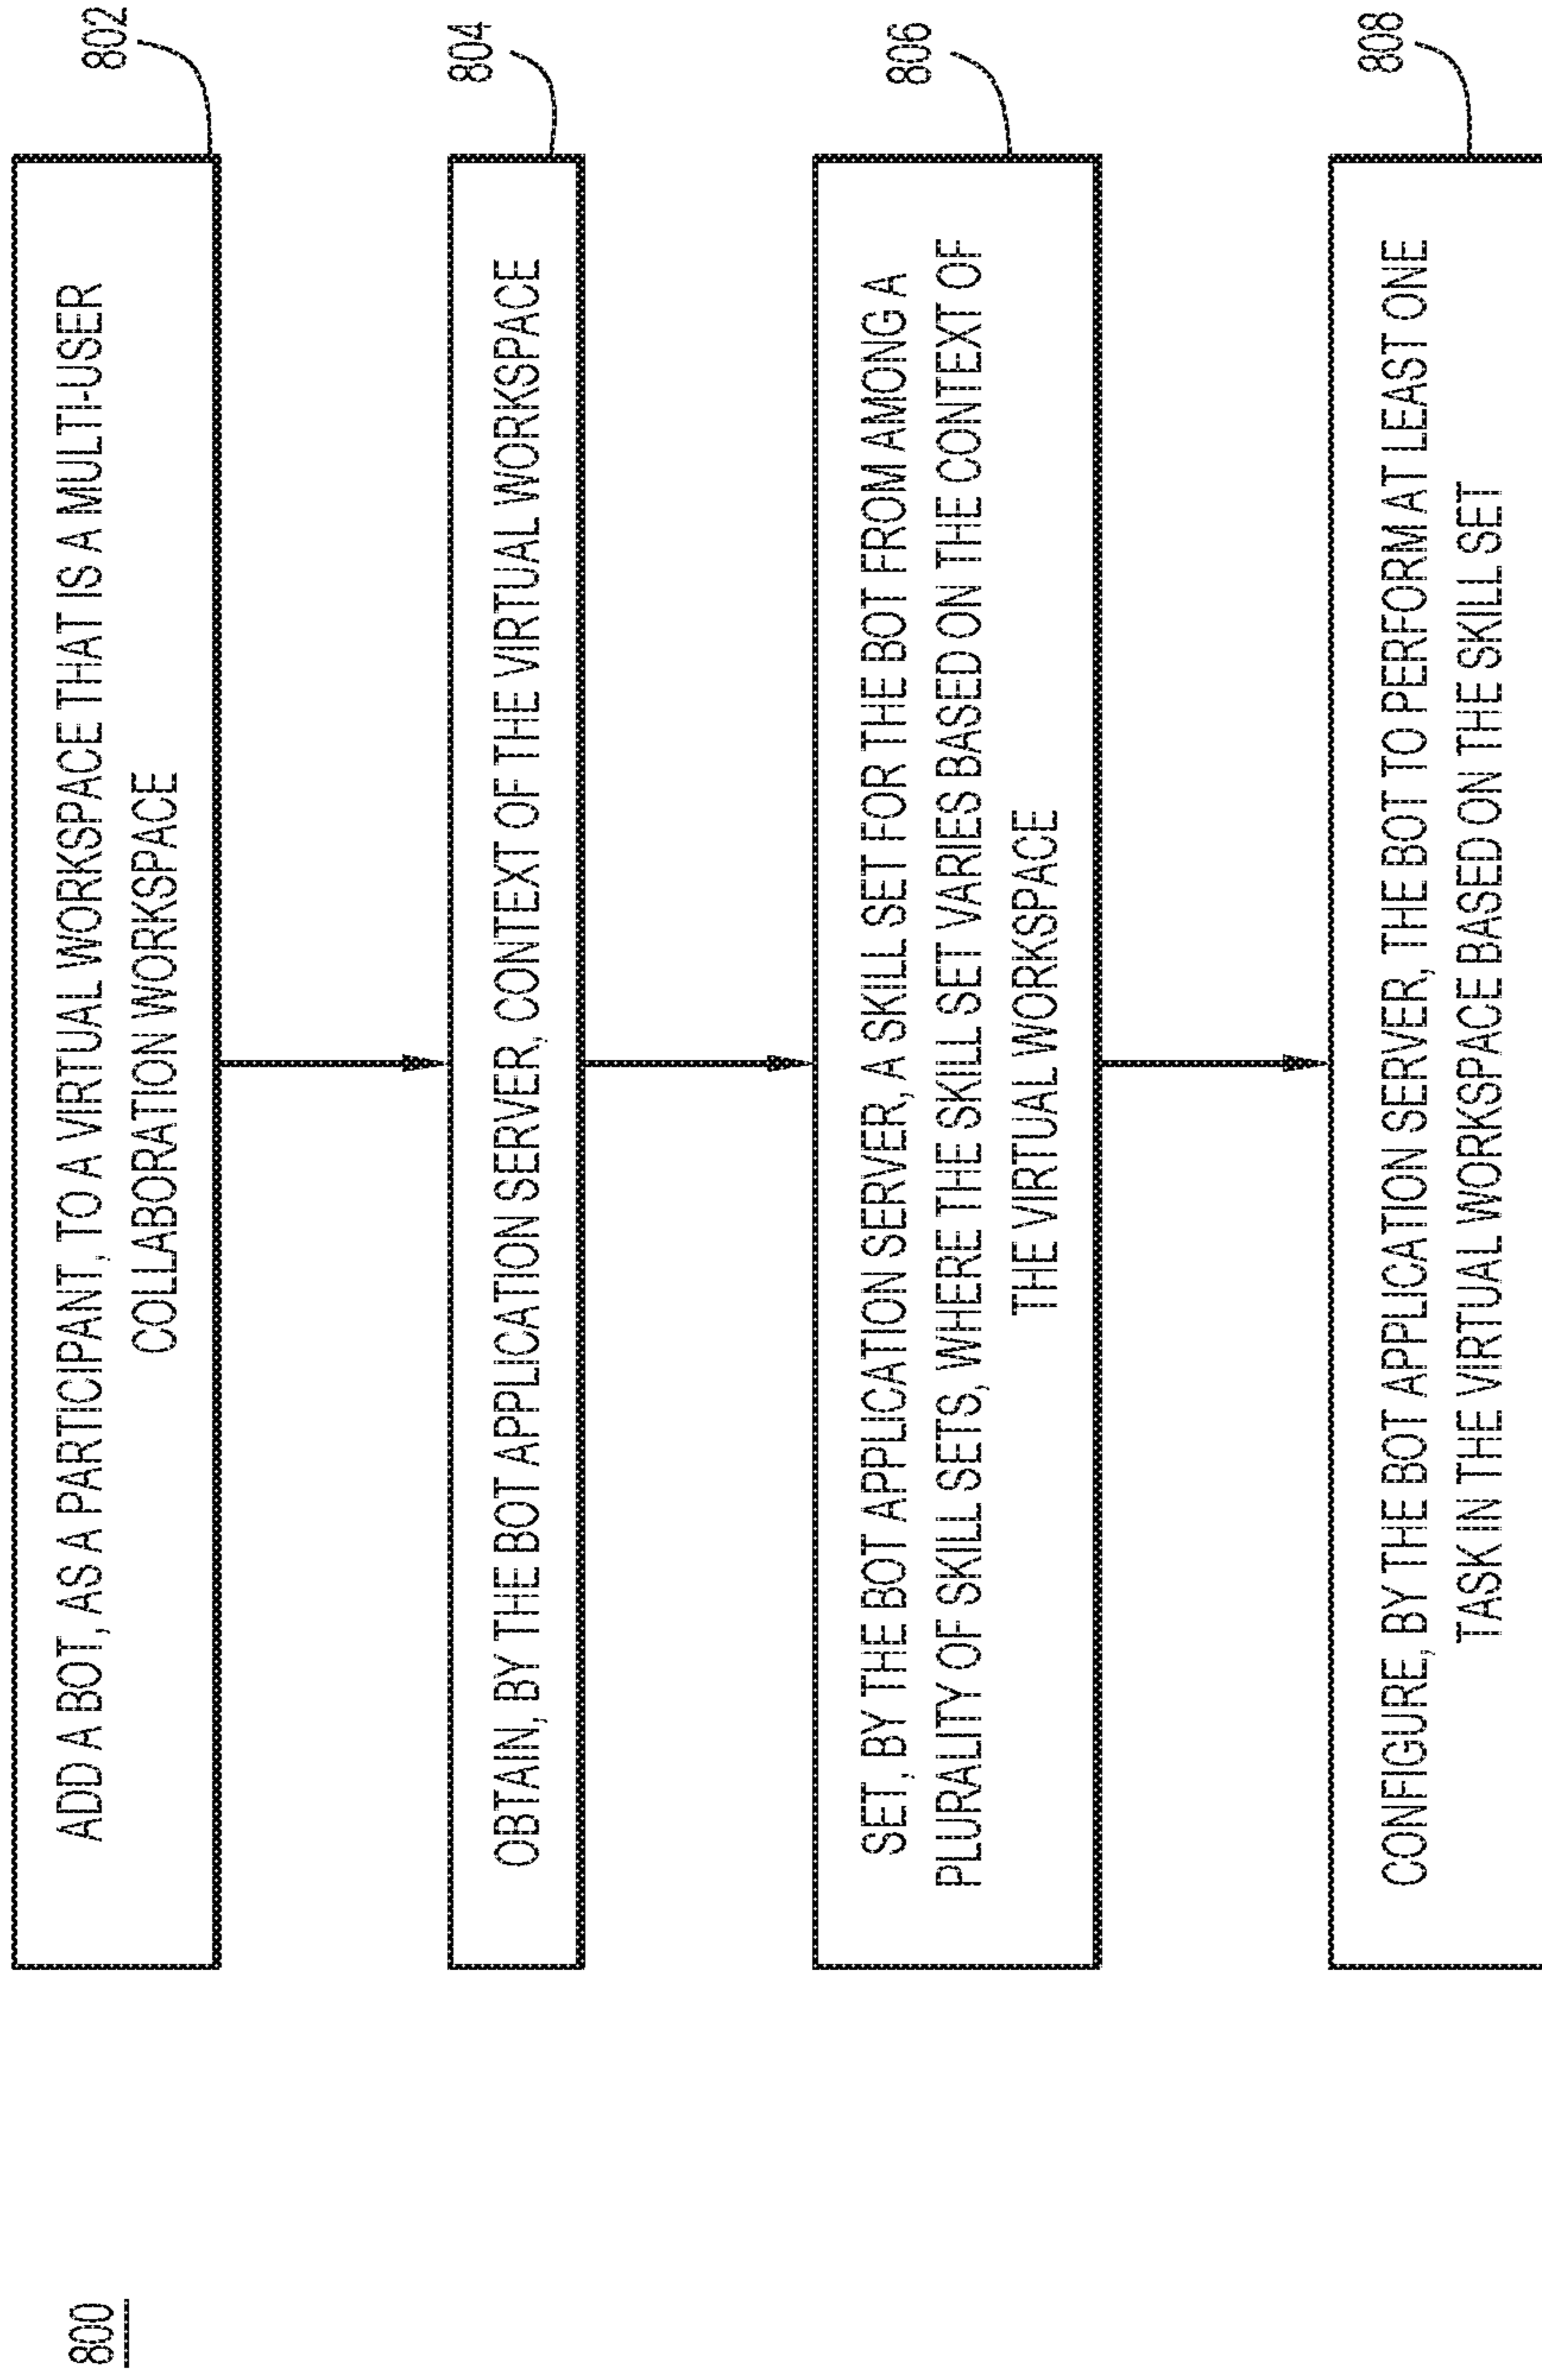 800
802
ADD A BOT, AS A PARTICIPANT, TO A VIRTUAL WORKSPACE THAT IS A MULTI-USER
COLLABORATION WORKSPACE
804
OBTAIN, BY THE BOT APPLICATION SERVER, CONTEXT OF THE VIRTUAL WORKSPACE
806
SET, BY THE BOT APPLICATION SERVER, A SKILL SET FOR THE BOT FROM AMONG A
PLURALITY OF SKILL SETS, WHERE THE SKILL SET VARIES BASED ON THE CONTEXT OF
THE VIRTUAL WORKSPACE
808
CONFIGURE, BY THE BOT APPLICATION SERVER, THE BOT TO PERFORM AT LEAST ONE
TASK IN THE VIRTUAL WORKSPACE BASED ON THE SKILL SET